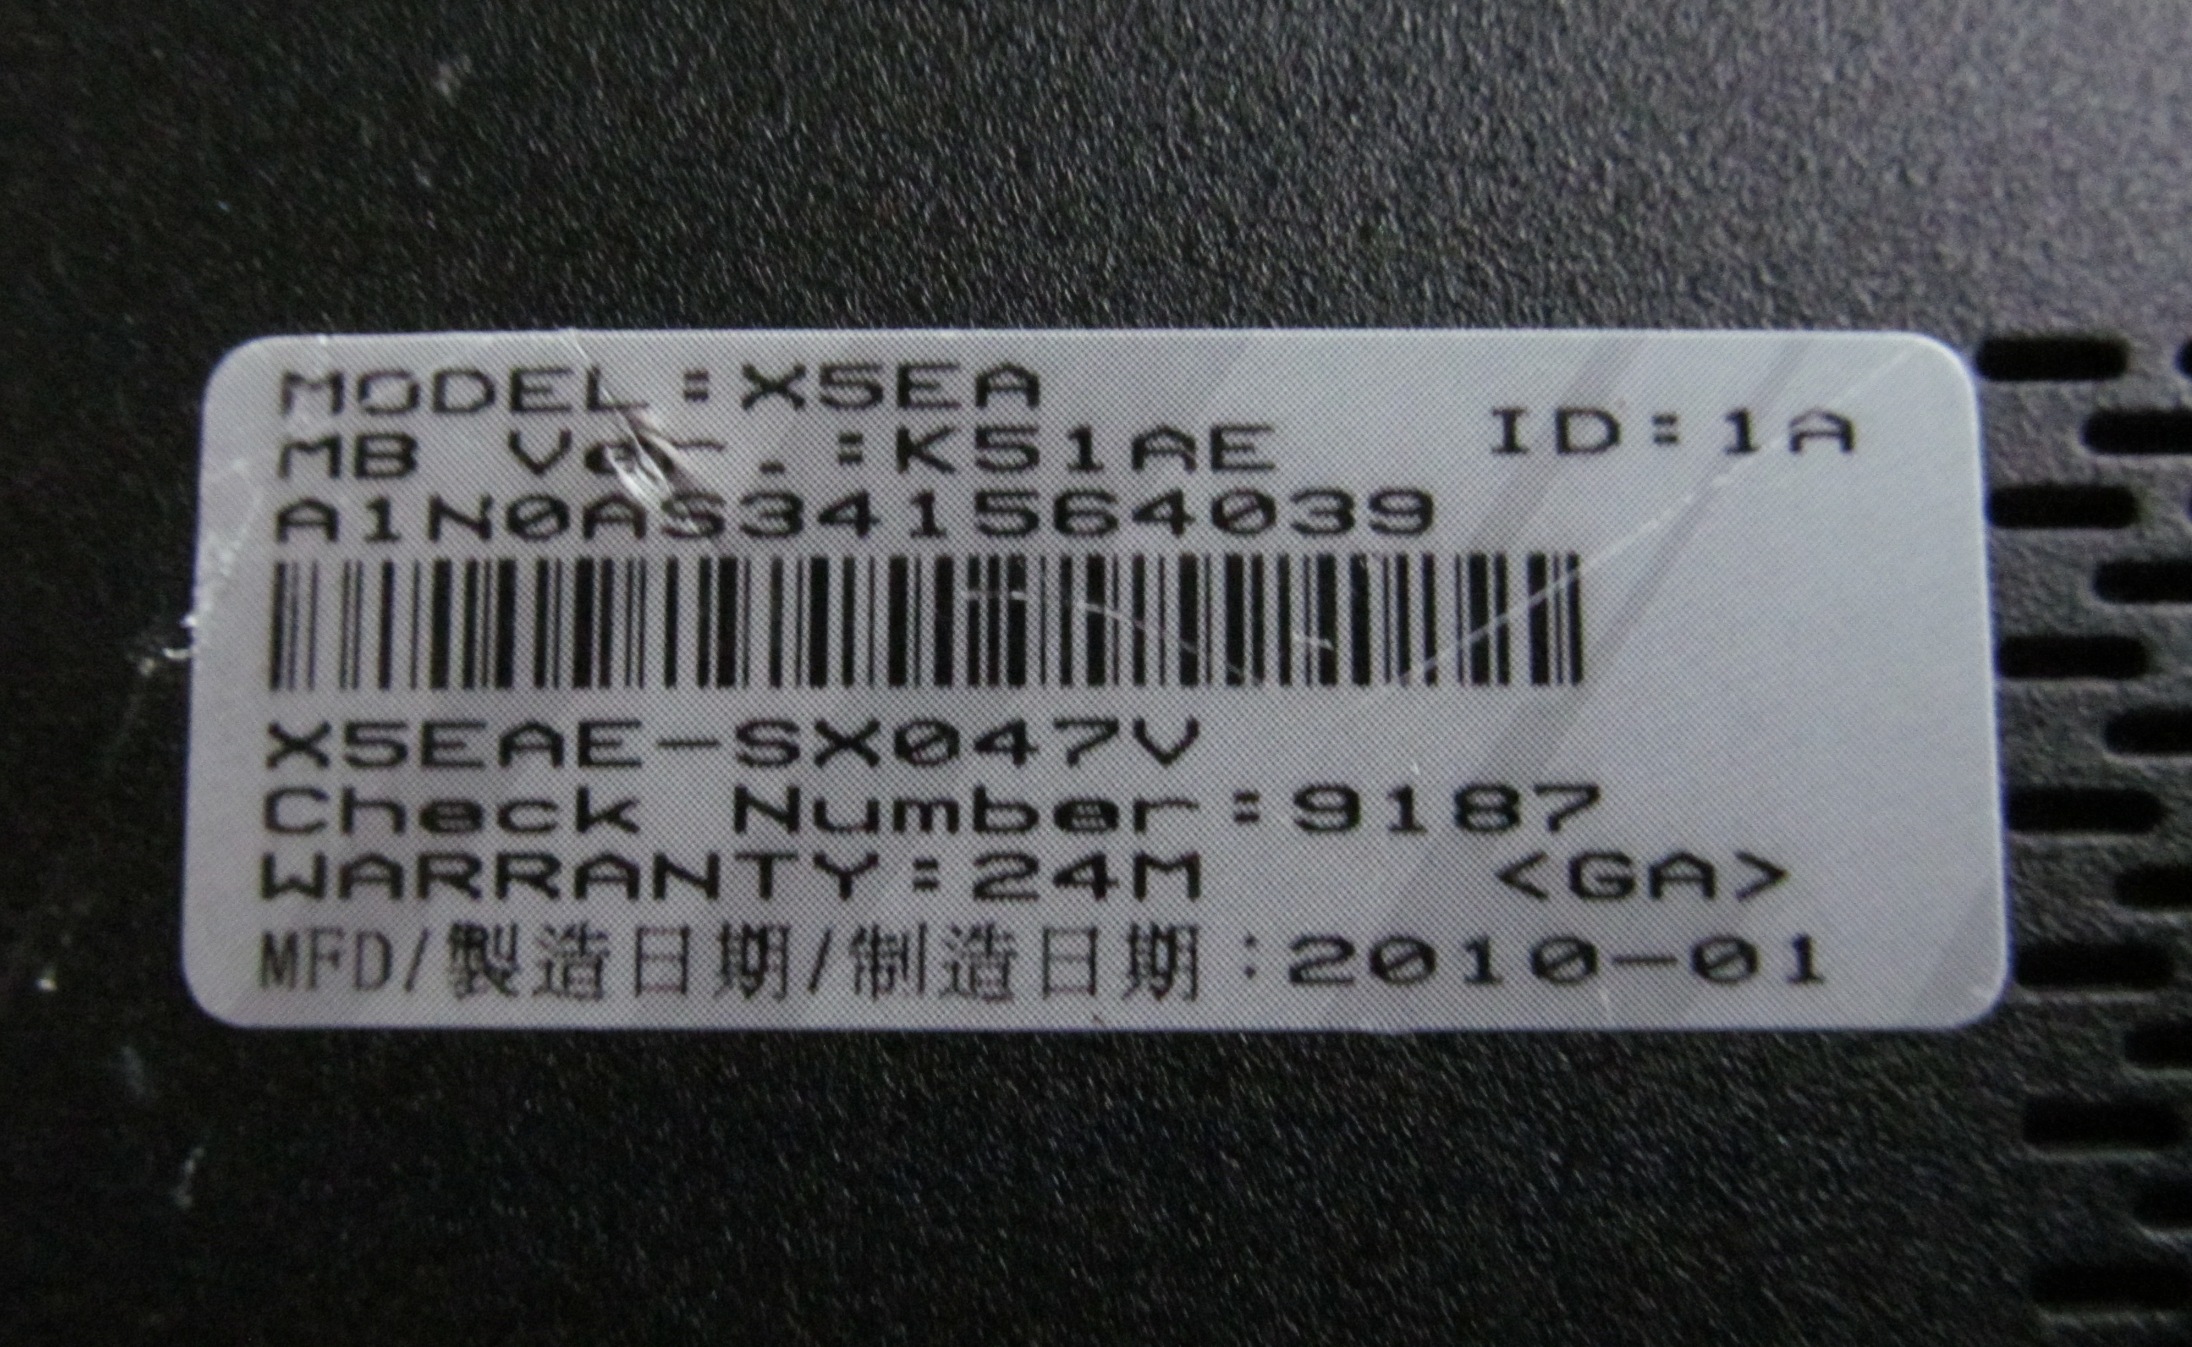 MODEL:X5EA
MB Ver.:K51AE ID:1A
A1N0AS341564039
X5EAE-SX047V
Check Number:9187
WARRANTY:24M <GA>
MFD/製造日期/制造日期:2010-01